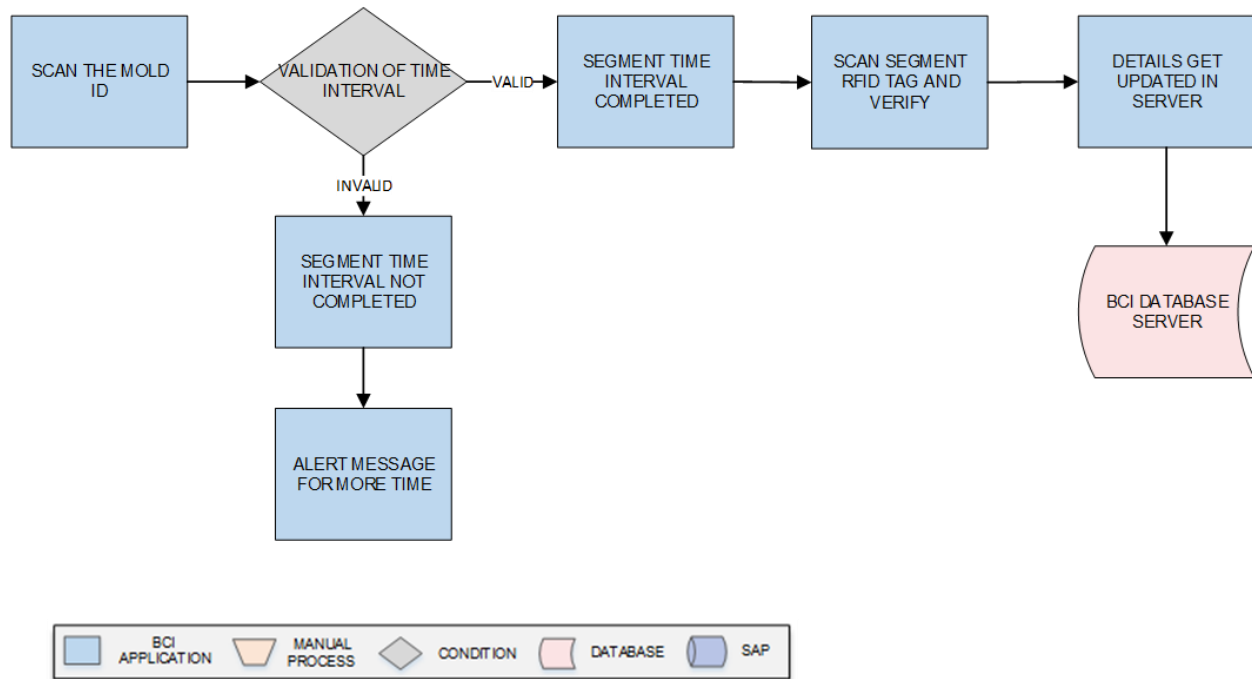 SCAN THE MOLD
ID
VALIDATION OF TIME
INTERVAL
VALID
SEGMENT TIME
INTERVAL
COMPLETED
SCAN SEGMENT
RFID TAG AND
VERIFY
DETAILS GET
UPDATED IN
SERVER
INVALID
SEGMENT TIME
INTERVAL NOT
COMPLETED
BCI DATABASE
SERVER
ALERT MESSAGE
FOR MORE TIME
BCI
APPLICATION
MANUAL
PROCESS
CONDITION
DATABASE
SAP